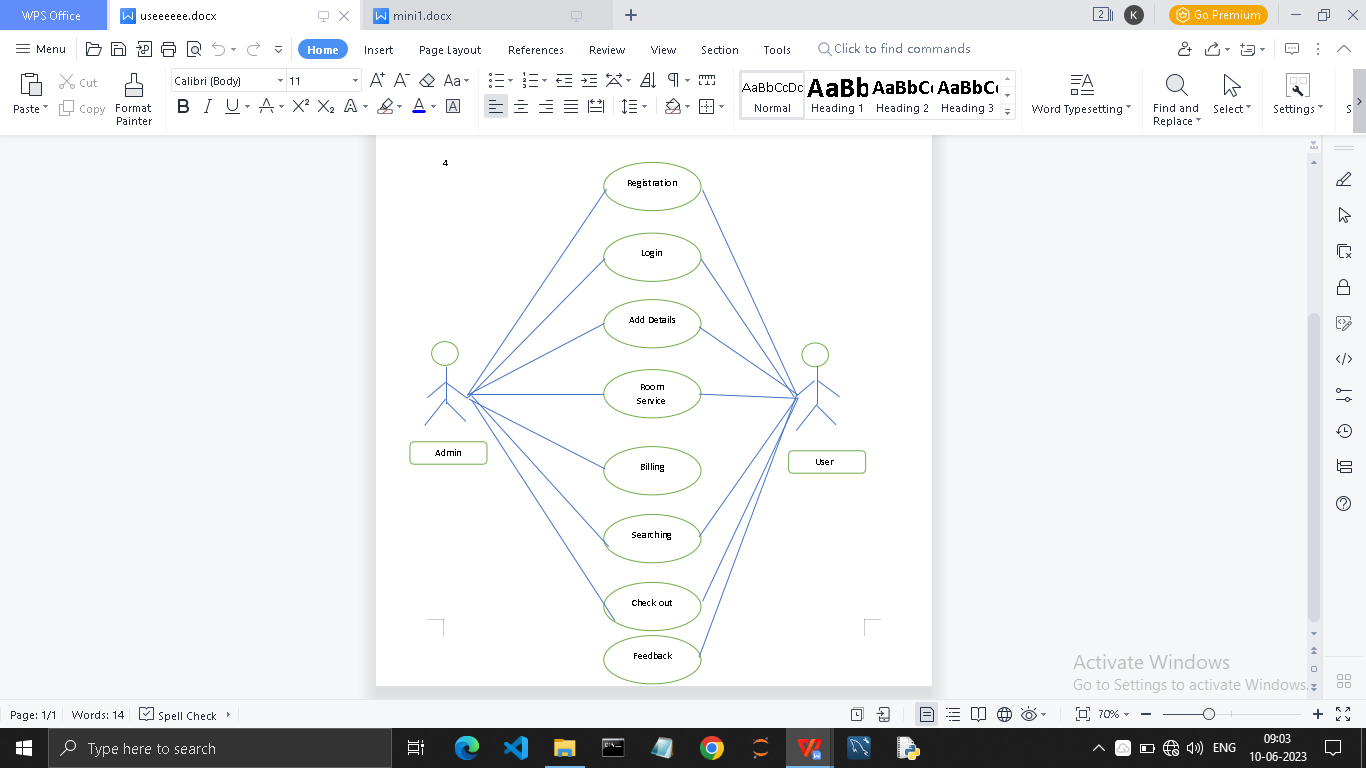 WPS Office
useeeeee.docx
mini1.docx
2
K
Go Premium
Menu
Home
Insert
Page Layout
References
Review
View
Section
Tools
Click to find commands
Paste
Cut
Copy
Format
Painter
Calibri (Body)
11
AaBbCcDc
Normal
AaBb
Heading 1
AaBbC
Heading 2
AaBbC
Heading 3
Word Typesetting
Find and
Replace
Select
Settings
S
4
Registration
Login
Add Details
Room
Service
Admin
Billing
User
Searching
Check out
Feedback
Activate Windows
Go to Settings to activate Windows.
Page: 1/1
Words: 14
Spell Check
70%
Type here to search
ENG
09:03
10-06-2023